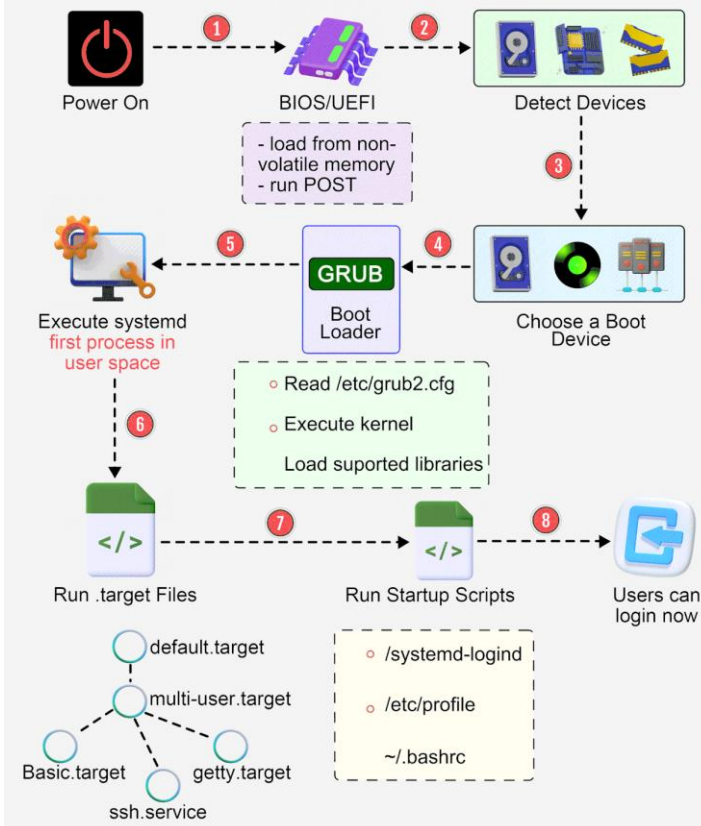 1
2
Power On
BIOS/UEFI
Detect Devices
- load from non-
volatile memory
- run POST
3
5
4
GRUB
Boot
Loader
Execute systemd
first process in
user space
Choose a Boot
Device
Read /etc/grub2.cfg
Execute kernel
Load suported libraries
6
</>
7
</>
8
Run .target Files
Run Startup Scripts
Users can
login now
default.target
multi-user.target
Basic.target
getty.target
ssh.service
/systemd-logind
/etc/profile
~/.bashrc